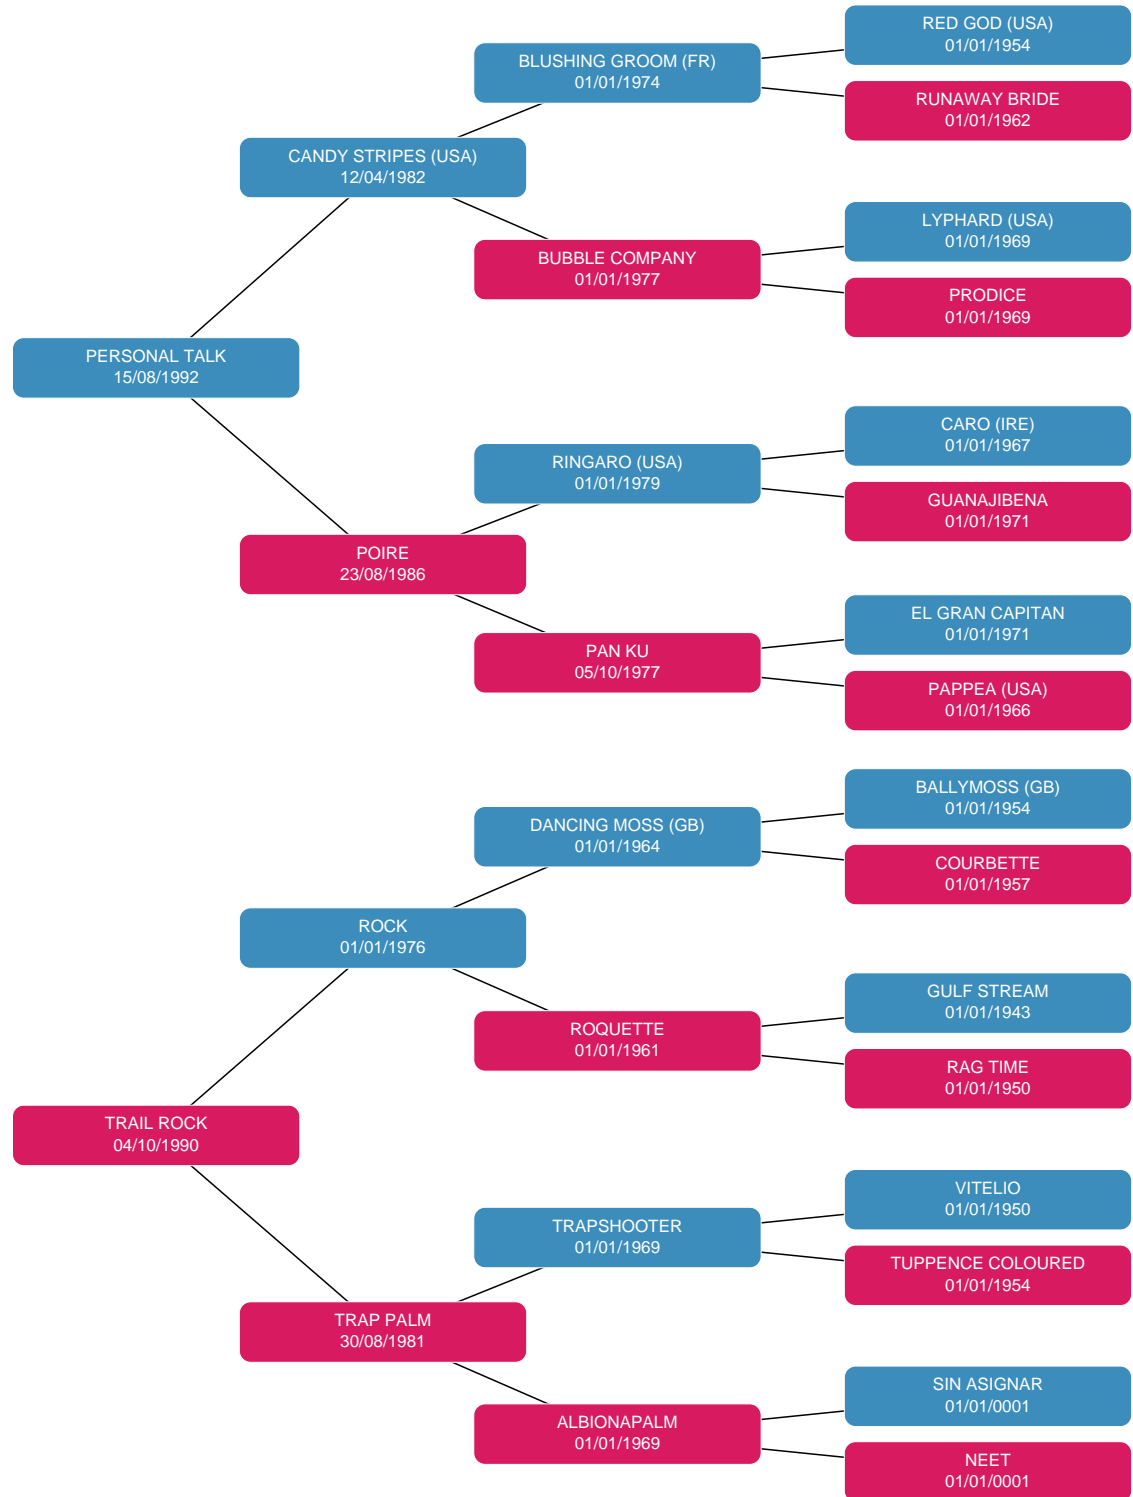 RED GOD (USA)
01/01/1954
BLUSHING GROOM (FR)
01/01/1974
RUNAWAY BRIDE
01/01/1962
CANDY STRIPES (USA)
12/04/1982
LYPHARD (USA)
01/01/1969
BUBBLE COMPANY
01/01/1977
PRODICE
01/01/1969
PERSONAL TALK
15/08/1992
CARO (IRE)
01/01/1967
RINGARO (USA)
01/01/1979
GUANAJIBENA
01/01/1971
POIRE
23/08/1986
EL GRAN CAPITAN
01/01/1971
PAN KU
05/10/1977
PAPPEA (USA)
01/01/1966
BALLYMOSS (GB)
01/01/1954
DANCING MOSS (GB)
01/01/1964
COURBETTE
01/01/1957
ROCK
01/01/1976
GULF STREAM
01/01/1943
ROQUETTE
01/01/1961
RAG TIME
01/01/1950
TRAIL ROCK
04/10/1990
VITELIO
01/01/1950
TRAPSHOOTER
01/01/1969
TUPPENCE COLOURED
01/01/1954
TRAP PALM
30/08/1981
SIN ASIGNAR
01/01/0001
ALBIONAPALM
01/01/1969
NEET
01/01/0001